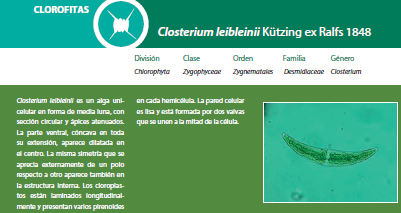 CLOROFITAS
Closterium leibleinii Kützing ex Ralfs 1848
División Clase Orden Familia Género
Chlorophyta Zygophyceae Zygnematales Desmidiaceae Closterium
Closterium leibleinii es un alga uni-
celular en forma de media luna, con
sección circular y ápices atenuados.
La parte ventral, cóncava en toda
su extensión, aparece dilatada en
el centro. La misma simetría que se
aprecia externamente de un polo
respecto a otro aparece también en
la estructura interna. Los cloroplas-
tos están laminados longitudinal-
mente y presentan varios pirenoides
en cada hemicélula. La pared celular
es lisa y está formada por dos valvas
que se unen a la mitad de la célula.